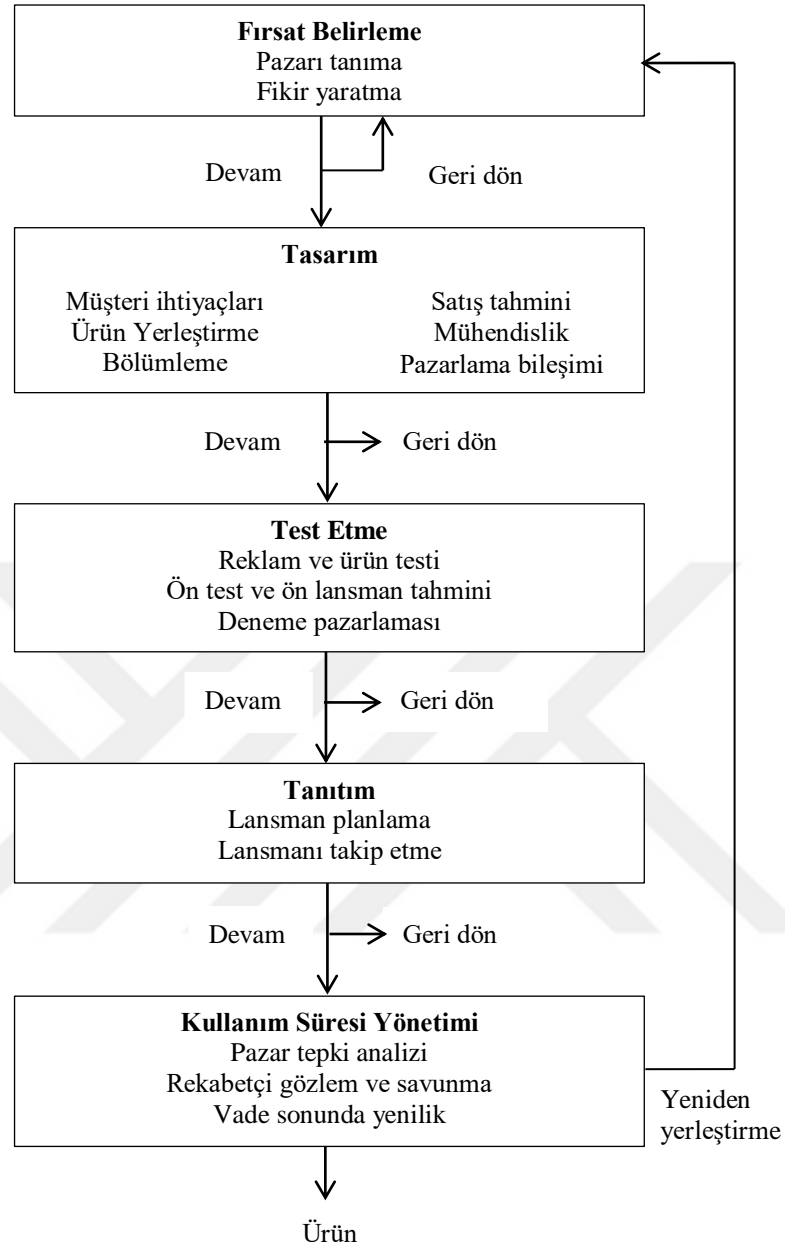 Fırsat Belirleme
Pazarı tanıma
Fikir yaratma
Devam
Geri dön
Tasarım
Müşteri ihtiyaçları
Ürün Yerleştirme
Bölümleme
Satış tahmini
Mühendislik
Pazarlama bileşimi
Devam
Geri dön
Test Etme
Reklam ve ürün testi
Ön test ve ön lansman tahmini
Deneme pazarlaması
Devam
Geri dön
Tanıtım
Lansman planlama
Lansmanı takip etme
Devam
Geri dön
Kullanım Süresi Yönetimi
Pazar tepki analizi
Rekabetçi gözlem ve savunma
Vade sonunda yenilik
Yeniden
yerleştirme
Ürün